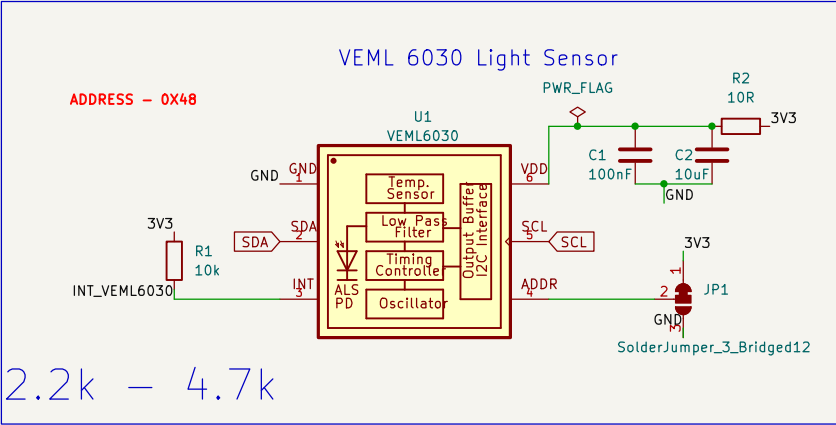 VEML 6030 Light Sensor
ADDRESS - 0X48
PWR_FLAG
R2
10R
3V3
U1
VEML6030
C1
100nF
C2
10uF
GND
GND
GND
1
VDD
6
Temp.
Sensor
Low Pass
Filter
Timing
Controller
Oscillator
Output Buffer
I2C Interface
ALS
PD
SDA
SDA
2
SCL
5
SCL
3V3
R1
10k
INT_VEML6030
INT
3
ADDR
4
3V3
1
2
JP1
GND
3
SolderJumper_3_Bridged12
2.2k - 4.7k